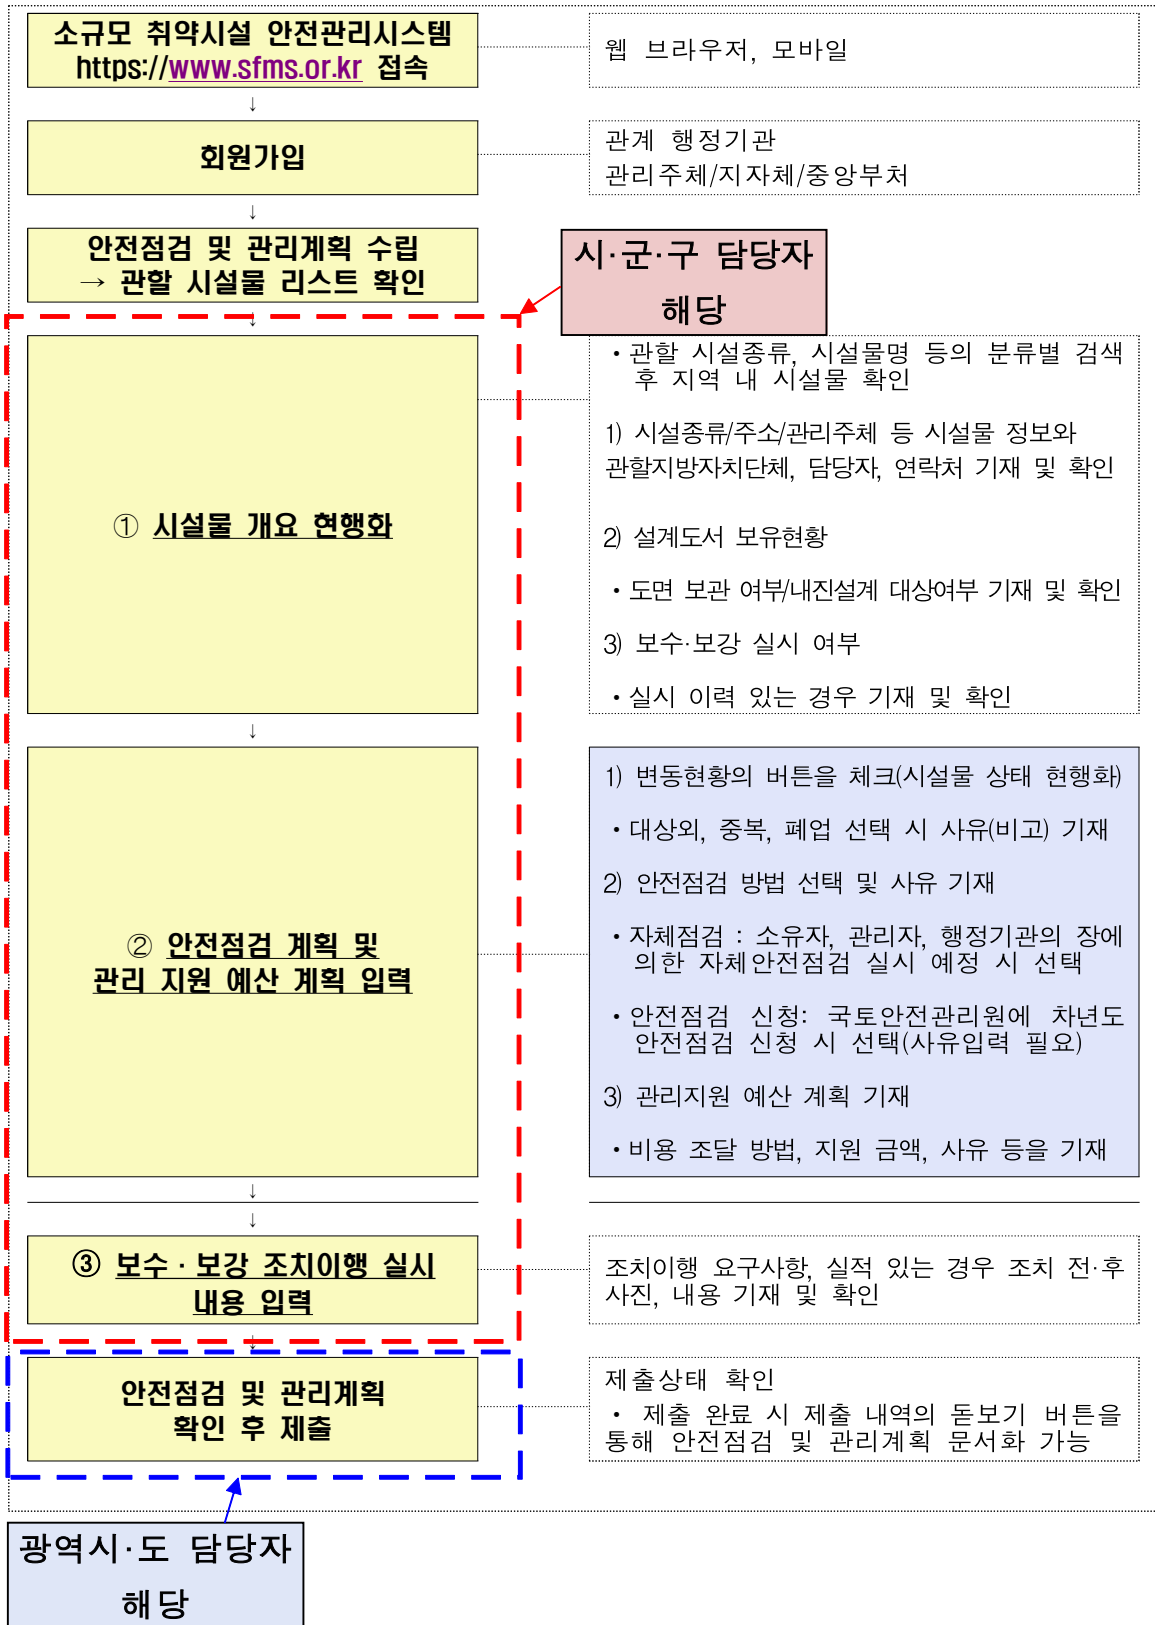 소규모 취약시설 안전관리시스템
https://www.sfms.or.kr 접속
웹 브라우저, 모바일
↓
회원가입
관계 행정기관
관리주체/지자체/중앙부처
↓
안전점검 및 관리계획 수립
→ 관할 시설물 리스트 확인
시·군·구 담당자
해당
↓
① 시설물 개요 현행화
• 관할 시설종류, 시설물명 등의 분류별 검색
후 지역 내 시설물 확인
1) 시설종류/주소/관리주체 등 시설물 정보와
관할지방자치단체, 담당자, 연락처 기재 및 확인
2) 설계도서 보유현황
• 도면 보관 여부/내진설계 대상여부 기재 및 확인
3) 보수·보강 실시 여부
• 실시 이력 있는 경우 기재 및 확인
↓
② 안전점검 계획 및
관리 지원 예산 계획 입력
1) 변동현황의 버튼을 체크(시설물 상태 현행화)
• 대상외, 중복, 폐업 선택 시 사유(비고) 기재
2) 안전점검 방법 선택 및 사유 기재
• 자체점검 : 소유자, 관리자, 행정기관의 장에
의한 자체안전점검 실시 예정 시 선택
• 안전점검 신청: 국토안전관리원에 차년도
안전점검 신청 시 선택(사유입력 필요)
3) 관리지원 예산 계획 기재
• 비용 조달 방법, 지원 금액, 사유 등을 기재
↓
↓
③ 보수 · 보강 조치이행 실시
내용 입력
조치이행 요구사항, 실적 있는 경우 조치 전·후
사진, 내용 기재 및 확인
↓
안전점검 및 관리계획
확인 후 제출
제출상태 확인
• 제출 완료 시 제출 내역의 돋보기 버튼을
통해 안전점검 및 관리계획 문서화 가능
광역시·도 담당자
해당